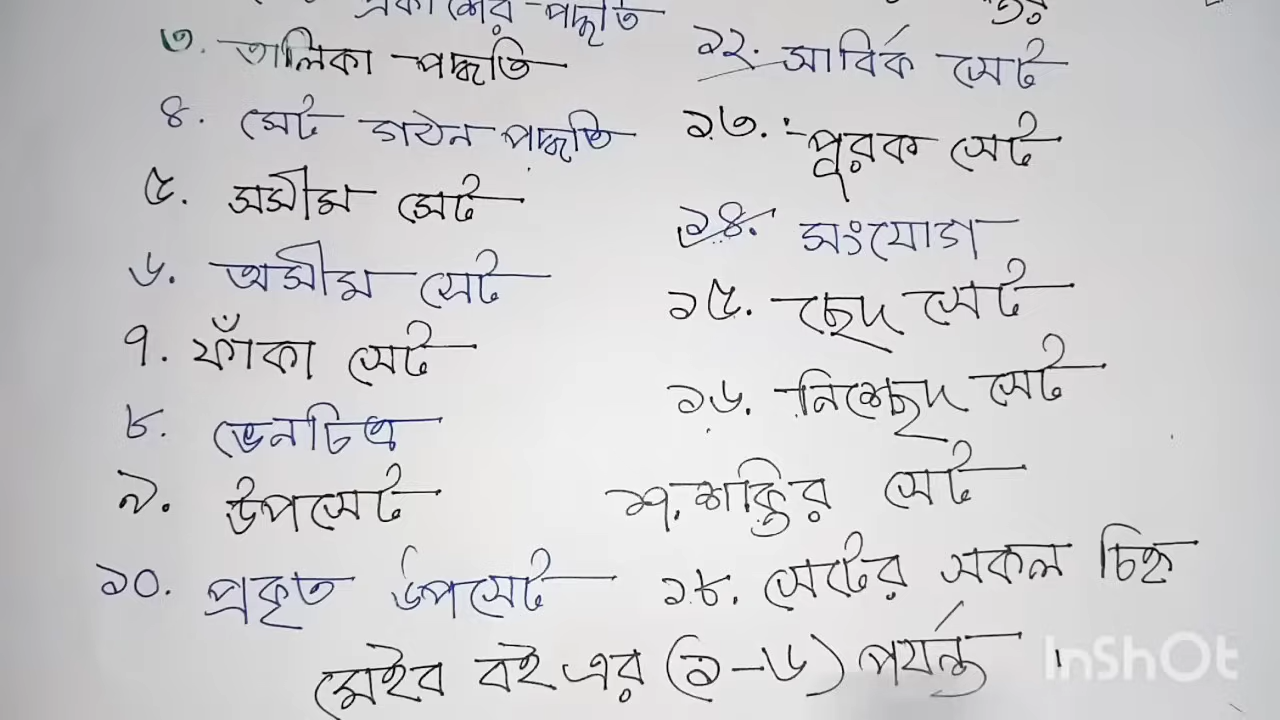 প্রকাশের পদ্ধতি
৩. তালিকা পদ্ধতি
৪. সেট গঠন পদ্ধতি
৫. সসীম সেট
৬. অসীম সেট
৭. ফাঁকা সেট
৮. ভেনচিত্র
৯. উপসেট
১০. প্রকৃত উপসেট
১২. সার্বিক সেট
১৩. পূরক সেট
১৪. সংযোগ
১৫. ছেদ সেট
১৬. নিশ্ছেদ সেট
১৭. শক্তির সেট
১৮. সেটের সকল চিহ্ন
মেইন বই এর (১-৬) পর্যন্ত
InShOt